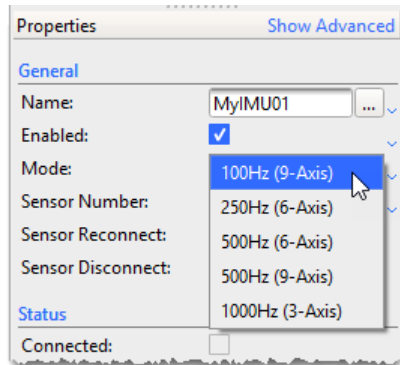 Properties Show Advanced
General
Name: MyIMU01 ...
Enabled:
Mode: 100Hz (9-Axis)
Sensor Number: 250Hz (6-Axis)
Sensor Reconnect: 500Hz (6-Axis)
Sensor Disconnect: 500Hz (9-Axis)
Status 1000Hz (3-Axis)
Connected: